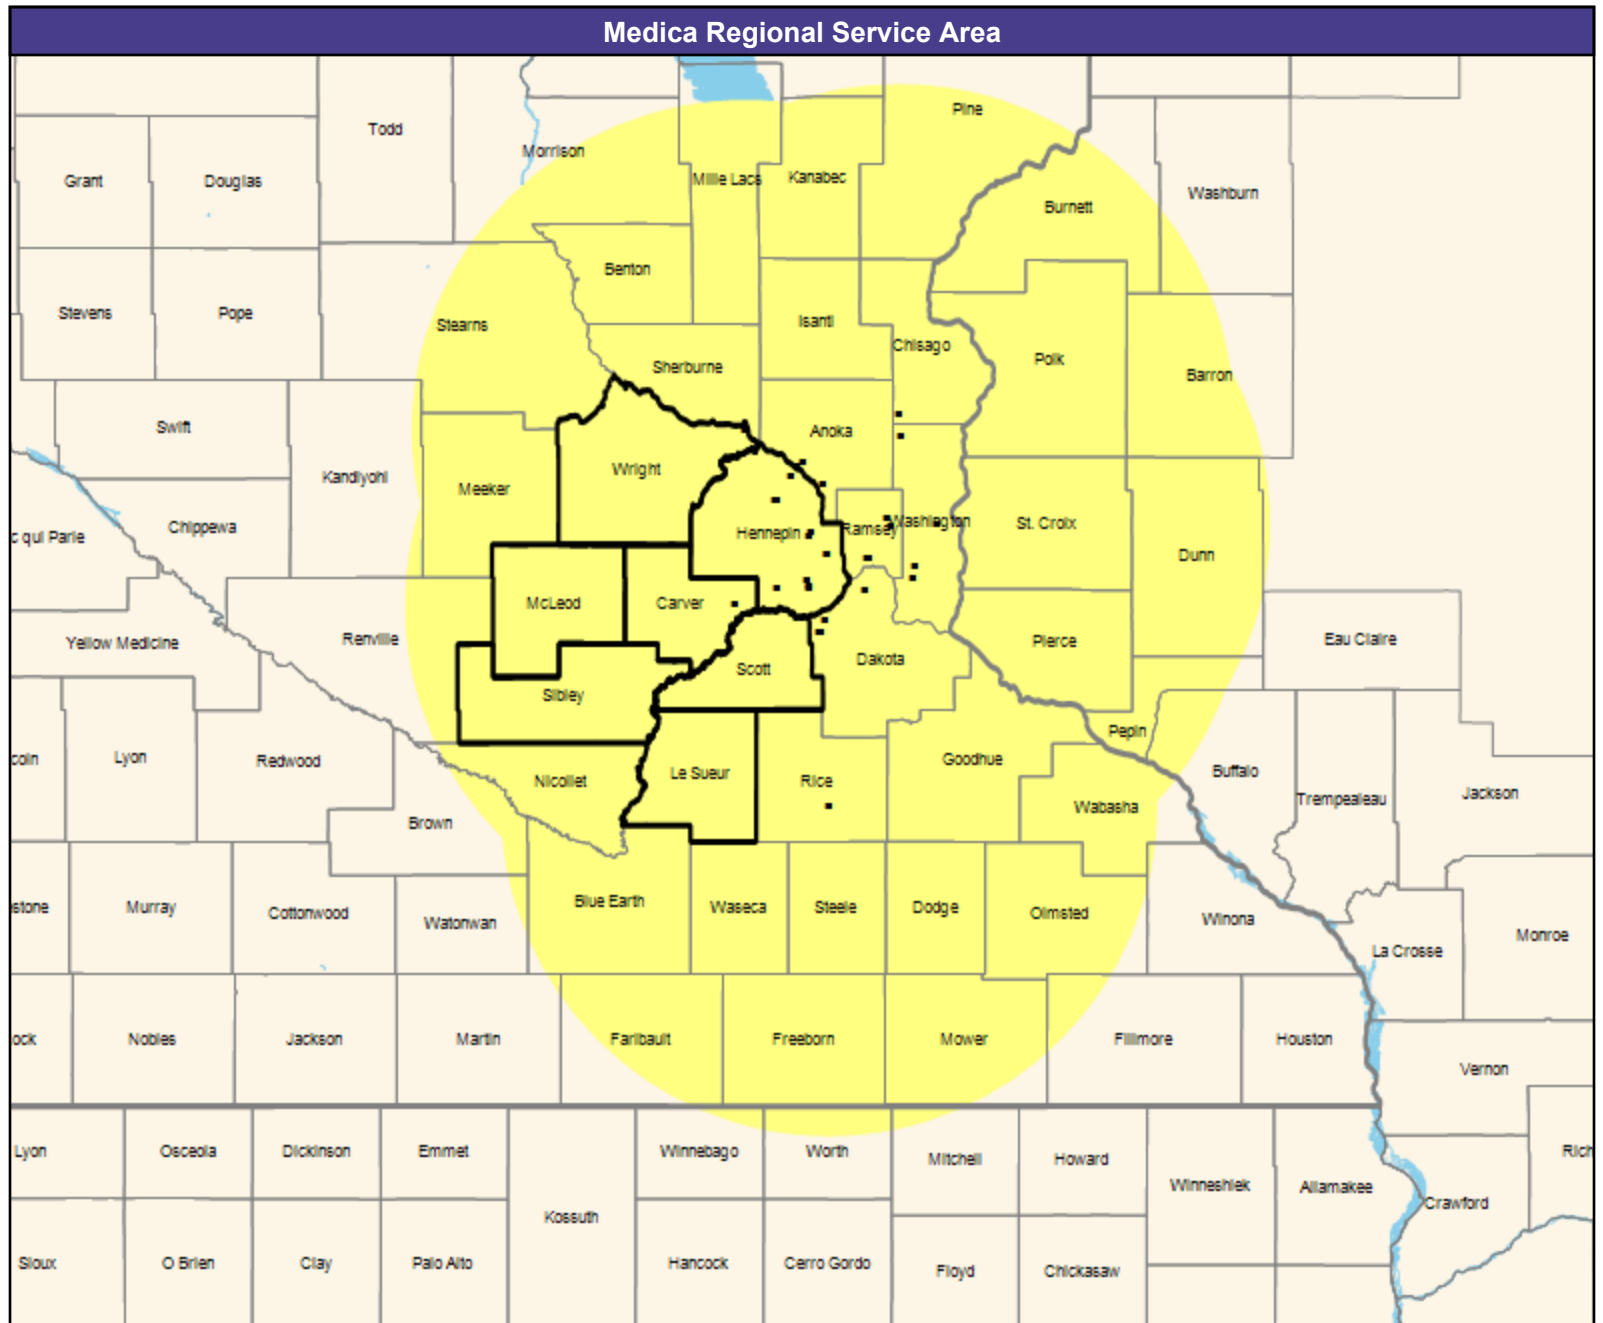 Medica Regional Service Area
Pine
Todd
Morrison
Grant
Douglas
Mille Lacs
Kanabec
Washburn
Burnett
Benton
Stevens
Pope
Stearns
Isanti
Chisago
Polk
Barron
Sherburne
Swift
Anoka
Wright
Kandiyohi
Meeker
Chippewa
c qui Parle
Hennepin
Ramsey
Washington
St. Croix
Dunn
McLeod
Carver
Yellow Medicine
Renville
Pierce
Eau Claire
Scott
Dakota
Sibley
Pepin
coln
Lyon
Redwood
Nicollet
Le Sueur
Rice
Goodhue
Buffalo
Trempealeau
Jackson
Wabasha
Brown
stone
Murray
Cottonwood
Watonwan
Blue Earth
Waseca
Steele
Dodge
Olmsted
Winona
La Crosse
Monroe
ock
Nobles
Jackson
Martin
Faribault
Freeborn
Mower
Fillmore
Houston
Vernon
Lyon
Osceola
Dickinson
Emmet
Winnebago
Worth
Mitchell
Howard
Winneshiek
Allamakee
Crawford
Rich
Kossuth
Sioux
O Brien
Clay
Palo Alto
Hancock
Cerro Gordo
Floyd
Chickasaw